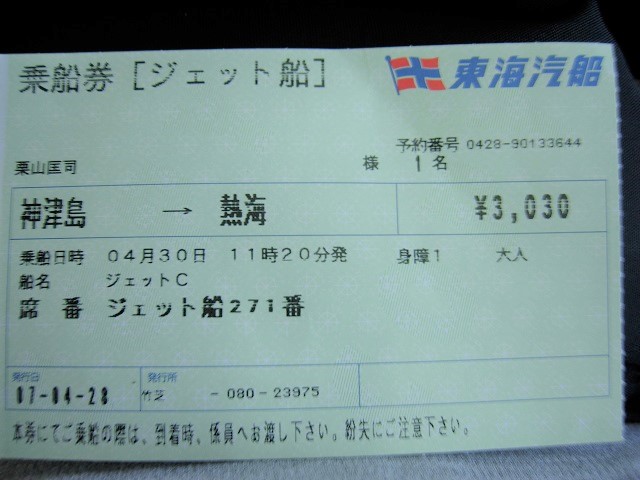 乗船券［ジェット船］ 東海汽船
予約番号 0428-90133644
栗山匡司 様 1名
神津島 → 熱海 ¥3,030
乗船日時 04月30日 11時20分発 身障1 大人
船名 ジェットC
席番 ジェット船271番
発行日 発行所
07-04-28 竹芝 -080-23975
本券にてご乗船の際は、到着時、係員へお渡し下さい。紛失にご注意下さい。